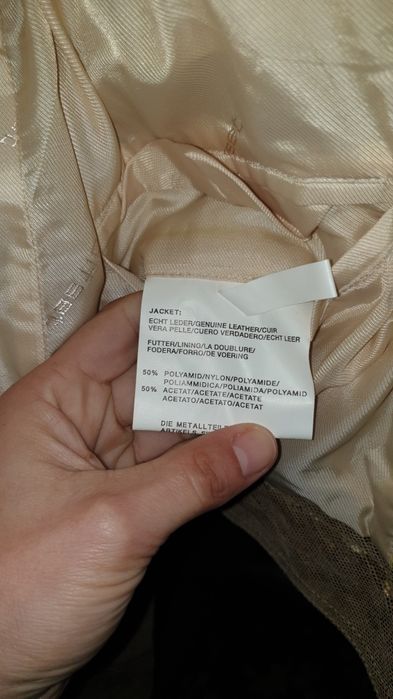 JACKET:
ECHT LEDER/GENUINE LEATHER/CUIR
VERA PELLE/CUERO VERDADERO/ECHT LEER
FUTTER/LINING/LA DOUBLURE/
FODERA/FORRO/DE VOERING
50% POLYAMID/NYLON/POLYAMIDE/
POLIAMMIDICA/POLIAMIDA/POLYAMID
50% ACETAT/ACETATE/ACETATE
ACETATO/ACETATO/ACETAT
DIE METALLTEILE